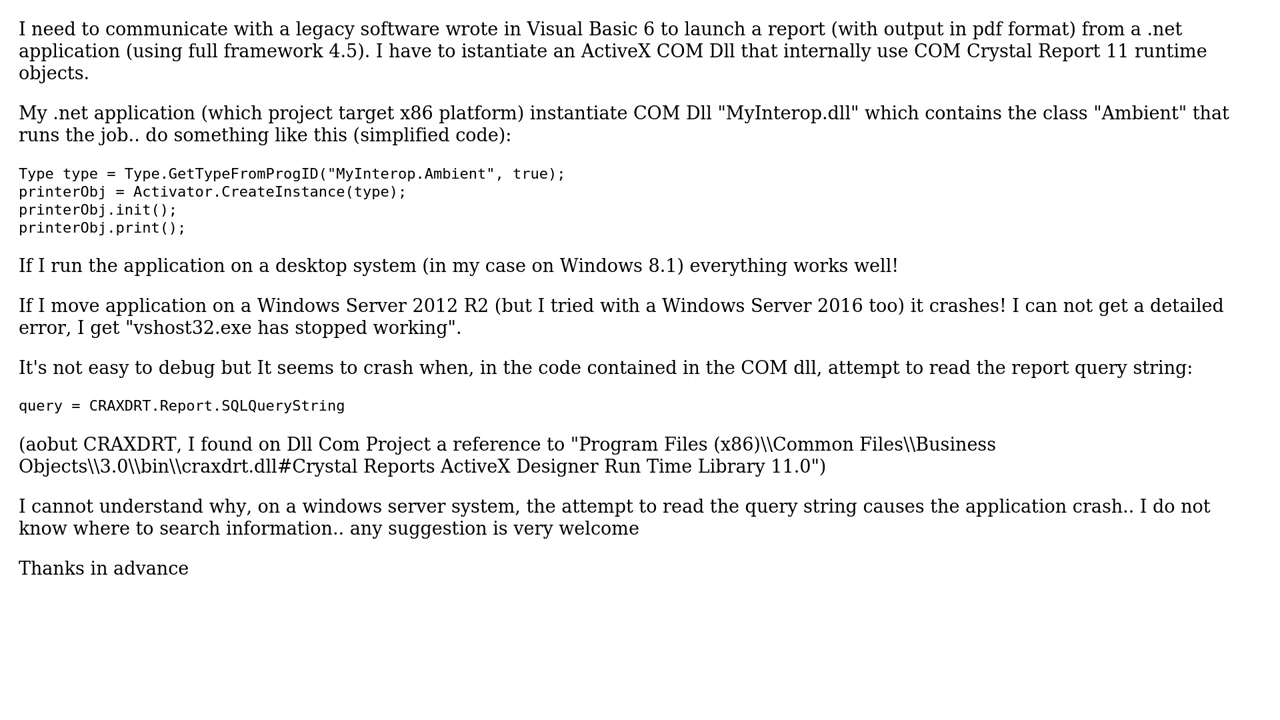 I need to communicate with a legacy software wrote in Visual Basic 6 to launch a report (with output in pdf format) from a .net
application (using full framework 4.5). I have to istantiate an ActiveX COM Dll that internally use COM Crystal Report 11 runtime
objects.
My .net application (which project target x86 platform) instantiate COM Dll "MyInterop.dll" which contains the class "Ambient" that
runs the job.. do something like this (simplified code):
Type type = Type.GetTypeFromProgID("MyInterop.Ambient", true);
printerObj = Activator.CreateInstance(type);
printerObj.init();
printerObj.print();
If I run the application on a desktop system (in my case on Windows 8.1) everything works well!
If I move application on a Windows Server 2012 R2 (but I tried with a Windows Server 2016 too) it crashes! I can not get a detailed
error, I get "vshost32.exe has stopped working".
It's not easy to debug but It seems to crash when, in the code contained in the COM dll, attempt to read the report query string:
query = CRAXDRT.Report.SQLQueryString
(aobut CRAXDRT, I found on Dll Com Project a reference to "Program Files (x86)\\Common Files\\Business
Objects\\3.0\\bin\\craxdrt.dll#Crystal Reports ActiveX Designer Run Time Library 11.0")
I cannot understand why, on a windows server system, the attempt to read the query string causes the application crash.. I do not
know where to search information.. any suggestion is very welcome
Thanks in advance